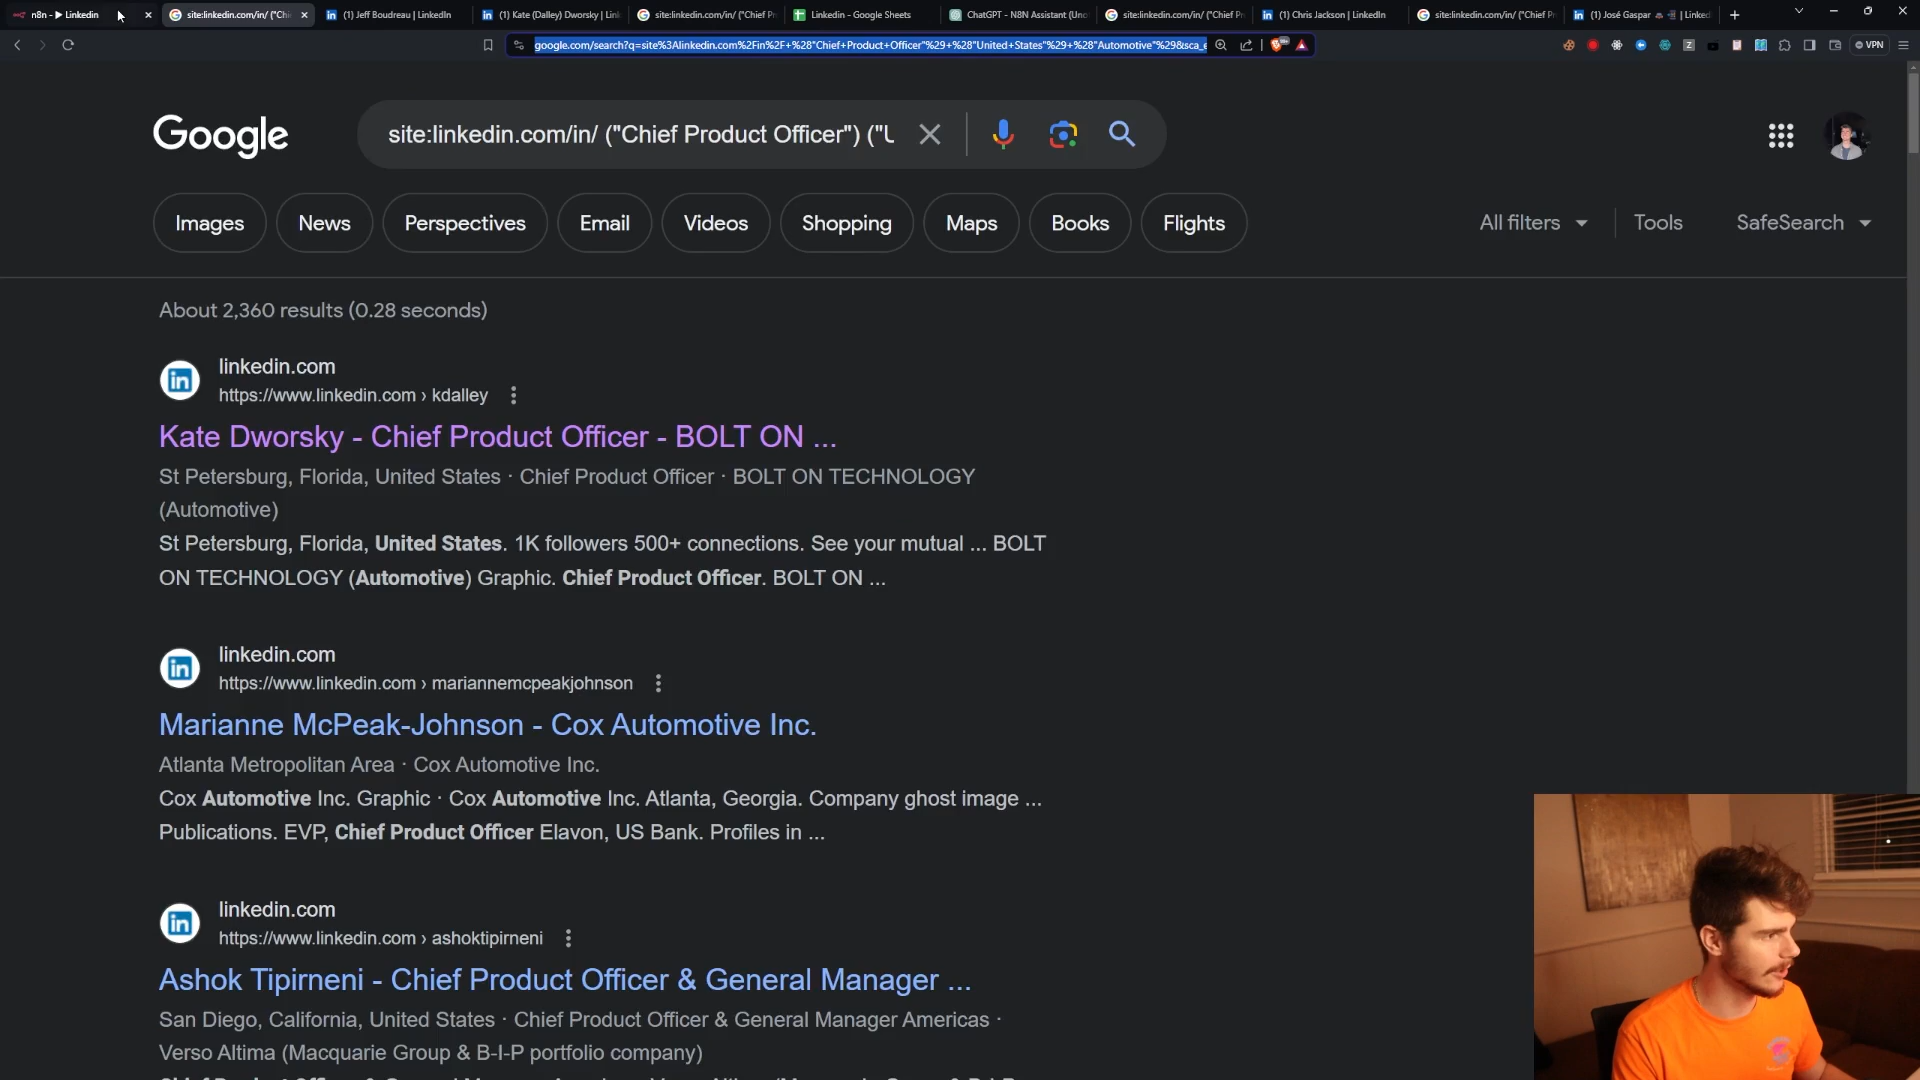 n8n - ▶ Linkedin
site:linkedin.com/in/ ("Chi
(1) Jeff Boudreau | LinkedIn
(1) Kate (Dalley) Dworsky | Link
site:linkedin.com/in/ ("Chief Pr
Linkedin - Google Sheets
ChatGPT - N8N Assistant (Uno
site:linkedin.com/in/ ("Chief Pr
(1) Chris Jackson | LinkedIn
site:linkedin.com/in/ ("Chief Pr
(1) José Gaspar | Linked
google.com/search?q=site%3Alinkedin.com%2Fin%2F+%28"Chief+Product+Officer"%29+%28"United+States"%29+%28"Automotive"%29&sca_e
VPN
Google
site:linkedin.com/in/ ("Chief Product Officer") ("U
Images
News
Perspectives
Email
Videos
Shopping
Maps
Books
Flights
All filters
Tools
SafeSearch
About 2,360 results (0.28 seconds)
linkedin.com
https://www.linkedin.com › kdalley
Kate Dworsky - Chief Product Officer - BOLT ON ...
St Petersburg, Florida, United States · Chief Product Officer · BOLT ON TECHNOLOGY
(Automotive)
St Petersburg, Florida, United States. 1K followers 500+ connections. See your mutual ... BOLT
ON TECHNOLOGY (Automotive) Graphic. Chief Product Officer. BOLT ON ...
linkedin.com
https://www.linkedin.com › mariannemcpeakjohnson
Marianne McPeak-Johnson - Cox Automotive Inc.
Atlanta Metropolitan Area · Cox Automotive Inc.
Cox Automotive Inc. Graphic · Cox Automotive Inc. Atlanta, Georgia. Company ghost image ...
Publications. EVP, Chief Product Officer Elavon, US Bank. Profiles in ...
linkedin.com
https://www.linkedin.com › ashoktipirneni
Ashok Tipirneni - Chief Product Officer & General Manager ...
San Diego, California, United States · Chief Product Officer & General Manager Americas ·
Verso Altima (Macquarie Group & B-I-P portfolio company)